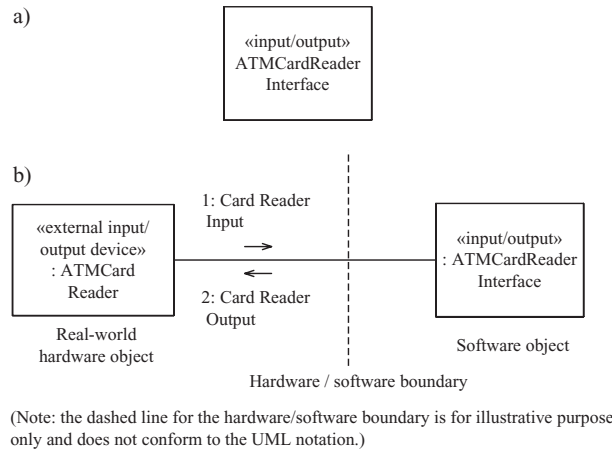 a)
«input/output»
ATMCardReader
Interface
b)
1: Card Reader
Input
«external input/
output device»
: ATMCard
Reader
«input/output»
: ATMCardReader
Interface
2: Card Reader
Output
Real-world
hardware object
Software object
Hardware / software boundary
(Note: the dashed line for the hardware/software boundary is for illustrative purpose
only and does not conform to the UML notation.)